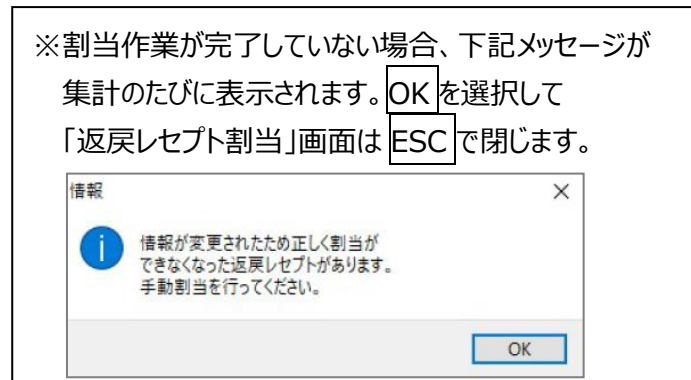 ※割当作業が完了していない場合、下記メッセージが
集計のたびに表示されます。OKを選択して
「返戻レセプト割当」画面はESCで閉じます。
情報
情報が変更されたため正しく割当が
できなくなった返戻レセプトがあります。
手動割当を行ってください。
OK